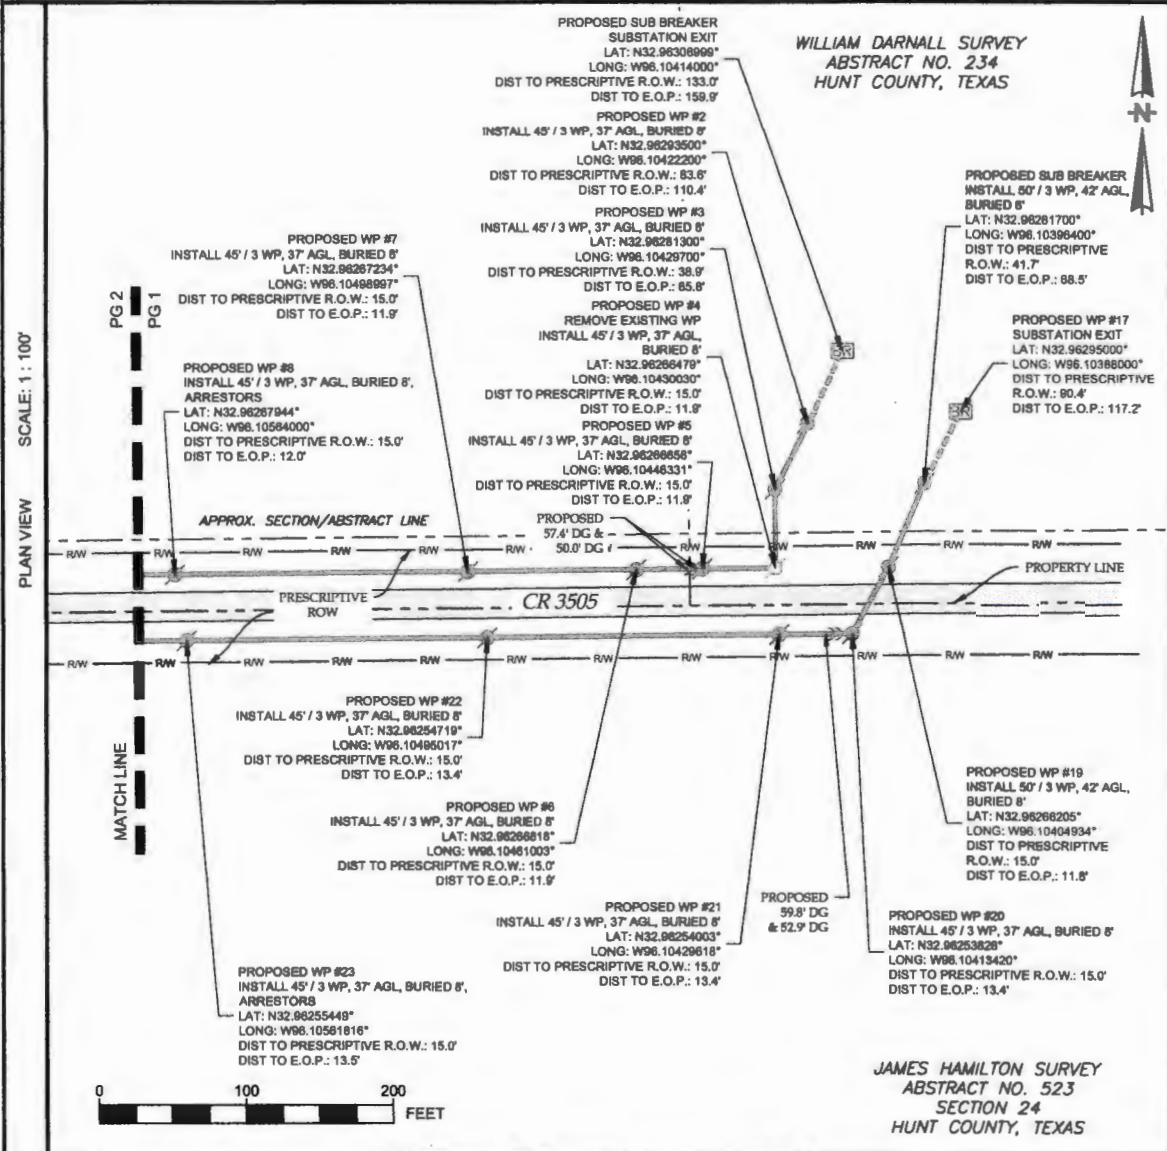 PROPOSED SUB BREAKER
SUBSTATION EXIT
LAT: N32.96306999°
LONG: W96.10414000°
DIST TO PRESCRIPTIVE R.O.W.: 133.0'
DIST TO E.O.P.: 159.9'
WILLIAM DARNALL SURVEY
ABSTRACT NO. 234
HUNT COUNTY, TEXAS
N
PROPOSED WP #2
INSTALL 45' / 3 WP, 37' AGL, BURIED 8'
LAT: N32.96293500°
LONG: W96.10422200°
DIST TO PRESCRIPTIVE R.O.W.: 83.6'
DIST TO E.O.P.: 110.4'
PROPOSED SUB BREAKER
INSTALL 50' / 3 WP, 42' AGL,
BURIED 8'
LAT: N32.96281700°
LONG: W96.10396400°
DIST TO PRESCRIPTIVE
R.O.W.: 41.7'
DIST TO E.O.P.: 68.5'
PROPOSED WP #3
INSTALL 45' / 3 WP, 37' AGL, BURIED 8'
LAT: N32.96281300°
LONG: W96.10429700°
DIST TO PRESCRIPTIVE R.O.W.: 38.9'
DIST TO E.O.P.: 65.8'
PROPOSED WP #7
INSTALL 45' / 3 WP, 37' AGL, BURIED 8'
LAT: N32.96267234°
LONG: W96.10498997°
DIST TO PRESCRIPTIVE R.O.W.: 15.0'
DIST TO E.O.P.: 11.9'
PG 2
PG 1
PROPOSED WP #4
REMOVE EXISTING WP
INSTALL 45' / 3 WP, 37' AGL,
BURIED 8'
LAT: N32.96266479°
LONG: W96.10430030°
DIST TO PRESCRIPTIVE R.O.W.: 15.0'
DIST TO E.O.P.: 11.9'
PROPOSED WP #17
SUBSTATION EXIT
LAT: N32.96295000°
LONG: W96.10388000°
DIST TO PRESCRIPTIVE
R.O.W.: 90.4'
DIST TO E.O.P.: 117.2'
PLAN VIEW SCALE: 1 : 100'
PROPOSED WP #8
INSTALL 45' / 3 WP, 37' AGL, BURIED 8',
ARRESTORS
LAT: N32.96267944°
LONG: W96.10564000°
DIST TO PRESCRIPTIVE R.O.W.: 15.0'
DIST TO E.O.P.: 12.0'
PROPOSED WP #5
INSTALL 45' / 3 WP, 37' AGL, BURIED 8'
LAT: N32.96266656°
LONG: W96.10446331°
DIST TO PRESCRIPTIVE R.O.W.: 15.0'
DIST TO E.O.P.: 11.9'
APPROX. SECTION/ABSTRACT LINE
PROPOSED
57.4' DG &
50.0' DG
R/W R/W R/W R/W R/W R/W R/W R/W R/W R/W R/W
PROPERTY LINE
PRESCRIPTIVE
ROW
CR 3505
R/W R/W R/W R/W R/W R/W R/W R/W R/W R/W R/W
PROPOSED WP #22
INSTALL 45' / 3 WP, 37' AGL, BURIED 8'
LAT: N32.96254719°
LONG: W96.10495017°
DIST TO PRESCRIPTIVE R.O.W.: 15.0'
DIST TO E.O.P.: 13.4'
MATCH LINE
PROPOSED WP #6
INSTALL 45' / 3 WP, 37' AGL, BURIED 8'
LAT: N32.96266818°
LONG: W96.10461003°
DIST TO PRESCRIPTIVE R.O.W.: 15.0'
DIST TO E.O.P.: 11.9'
PROPOSED WP #19
INSTALL 50' / 3 WP, 42' AGL,
BURIED 8'
LAT: N32.96266205°
LONG: W96.10404934°
DIST TO PRESCRIPTIVE
R.O.W.: 15.0'
DIST TO E.O.P.: 11.8'
PROPOSED WP #21
INSTALL 45' / 3 WP, 37' AGL, BURIED 8'
LAT: N32.96254003°
LONG: W96.10429618°
DIST TO PRESCRIPTIVE R.O.W.: 15.0'
DIST TO E.O.P.: 13.4'
PROPOSED
59.8' DG
& 52.9' DG
PROPOSED WP #20
INSTALL 45' / 3 WP, 37' AGL, BURIED 8'
LAT: N32.96253828°
LONG: W96.10413420°
DIST TO PRESCRIPTIVE R.O.W.: 15.0'
DIST TO E.O.P.: 13.4'
PROPOSED WP #23
INSTALL 45' / 3 WP, 37' AGL, BURIED 8',
ARRESTORS
LAT: N32.96255449°
LONG: W96.10561816°
DIST TO PRESCRIPTIVE R.O.W.: 15.0'
DIST TO E.O.P.: 13.5'
0 100 200
FEET
JAMES HAMILTON SURVEY
ABSTRACT NO. 523
SECTION 24
HUNT COUNTY, TEXAS